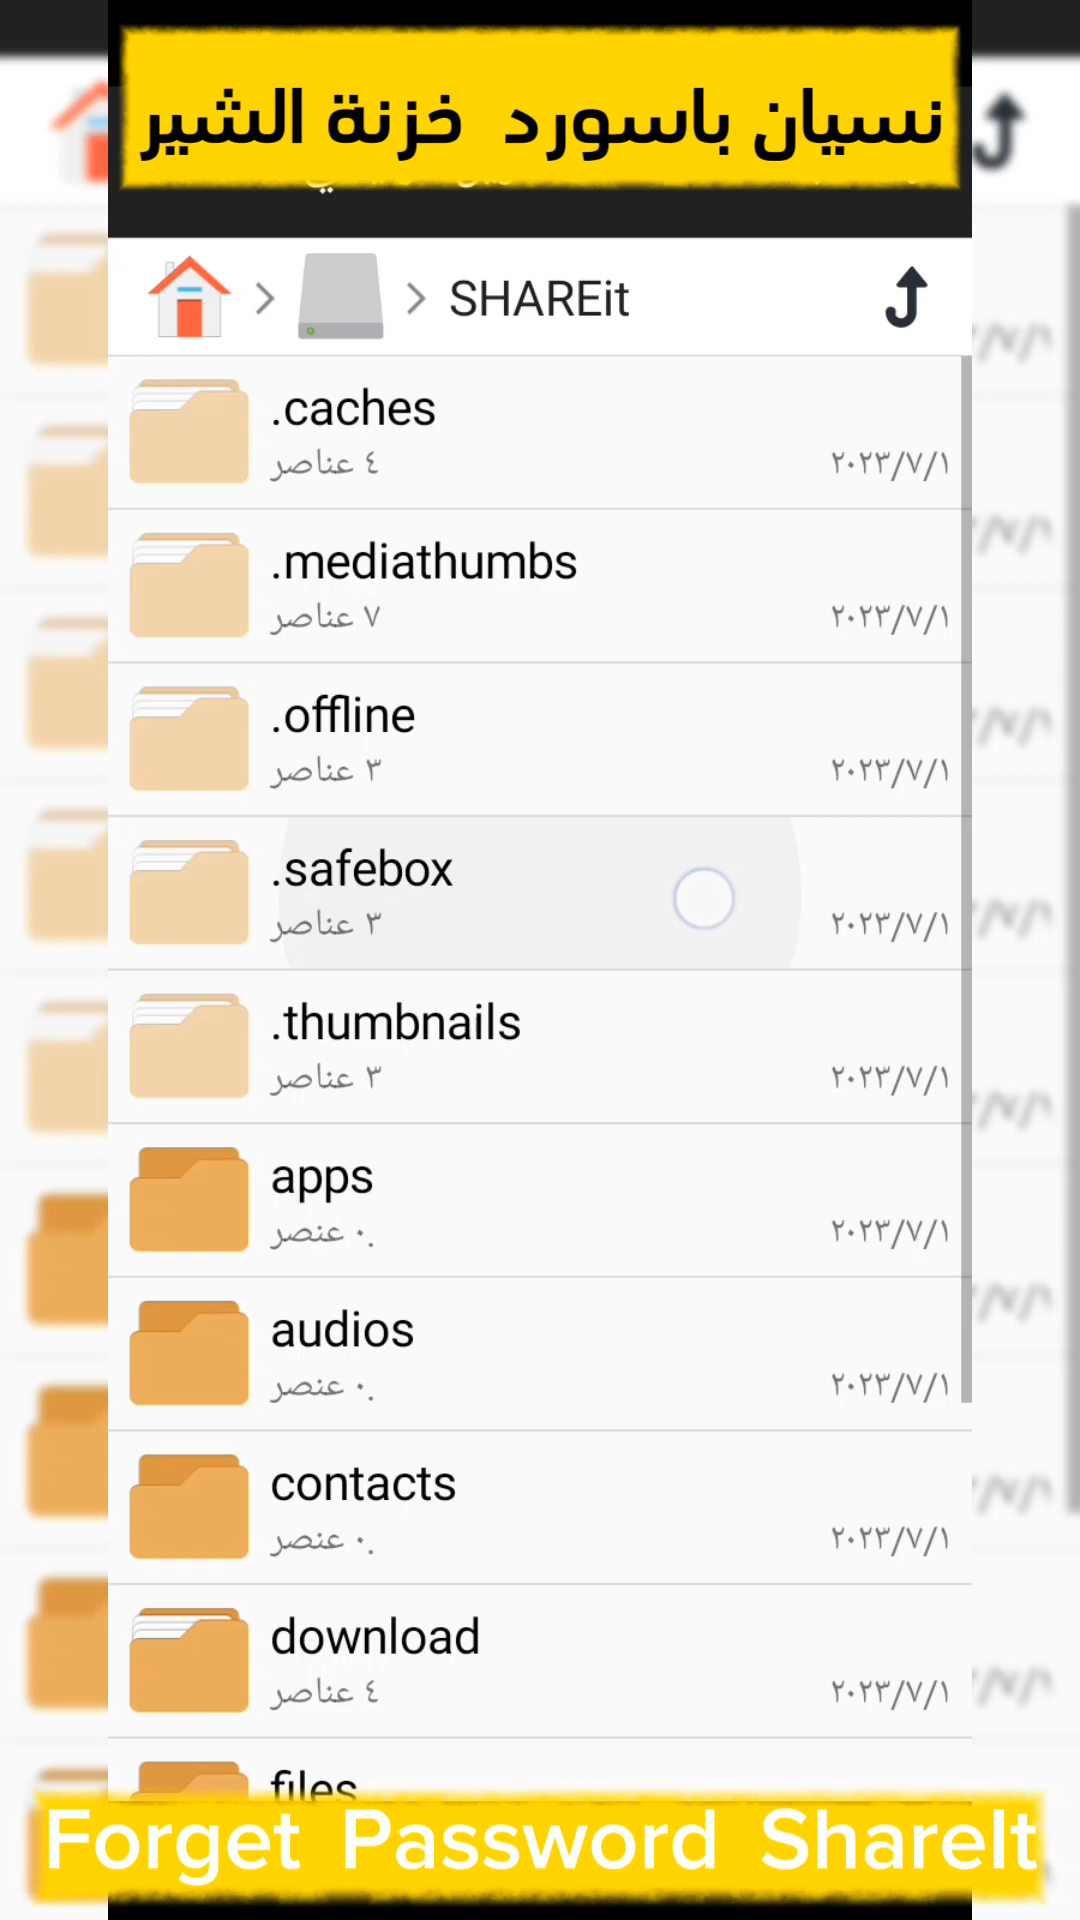 نسيان باسورد خزنة الشير
SHAREit
.caches
٤ عناصر
٢٠٢٣/٧/١
.mediathumbs
٧ عناصر
٢٠٢٣/٧/١
.offline
٣ عناصر
٢٠٢٣/٧/١
.safebox
٣ عناصر
٢٠٢٣/٧/١
.thumbnails
٣ عناصر
٢٠٢٣/٧/١
apps
٠ عنصر.
٢٠٢٣/٧/١
audios
٠ عنصر.
٢٠٢٣/٧/١
contacts
٠ عنصر.
٢٠٢٣/٧/١
download
٤ عناصر
٢٠٢٣/٧/١
files
Forget Password ShareIt